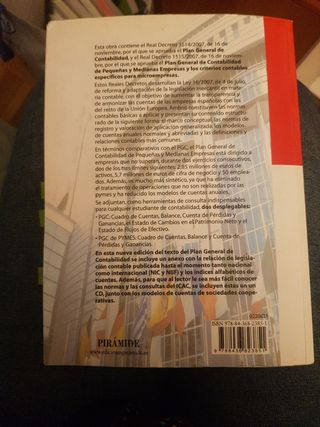 Esta obra contiene el Real Decreto 1514/2007, de 16 de
noviembre, por el que se aprueba el Plan General de
Contabilidad, y el Real Decreto 1515/2007, de 16 de noviem-
bre, por el que se aprueba el Plan General de Contabilidad
de Pequeñas y Medianas Empresas y los criterios contables
específicos para microempresas.
Estos Reales Decretos desarrollan la Ley 16/2007, de 4 de julio,
de reforma y adaptación de la legislación mercantil en mate-
ria contable, con el objetivo de aumentar la transparencia y
de armonizar las cuentas de las empresas españolas con las
del resto de la Unión Europea. Ambos constituyen las normas
contables básicas a aplicar y presentan su contenido estructu-
rado de la siguiente forma: el marco conceptual, las normas de
registro y valoración de aplicación generalizada, los modelos de
cuentas anuales normales y abreviadas y las definiciones y
relaciones contables más comunes.
En términos comparativos con el PGC, el Plan General de
Contabilidad de Pequeñas y Medianas Empresas está dirigido a
empresas que no superen, durante dos ejercicios consecutivos,
dos de los tres límites siguientes: 2,85 millones de euros de ac-
tivos, 5,7 millones de euros de cifra de negocio y 50 emplea-
dos. Además, es mucho más sintético, ya que ha eliminado
el tratamiento de operaciones que no son realizadas por las
pymes y ha reducido los modelos de cuentas anuales.
Se adjuntan, como herramientas de consulta indispensables
para cualquier estudiante de contabilidad, dos desplegables:
• PGC: Cuadro de Cuentas, Balance, Cuenta de Pérdidas y
Ganancias, el Estado de Cambios en el Patrimonio Neto y el
Estado de Flujos de Efectivo.
• PGC de PYMES: Cuadro de Cuentas, Balance y Cuenta de
Pérdidas y Ganancias.
En esta nueva edición del texto del Plan General de
Contabilidad se incluye un anexo con la relación de legisla-
ción contable publicada hasta el momento tanto nacional
como internacional (NIC y NIIF) y los índices alfabéticos de
cuentas. Además, para que al lector le sea más fácil conocer
las normas y las consultas del ICAC, se incluyen éstas en un
CD, junto con los modelos de cuentas de sociedades coope-
rativas.
PIRÁMIDE
www.edicionespiramide.es
0220635
ISBN 978-84-368-2385-1
9 788436 823851